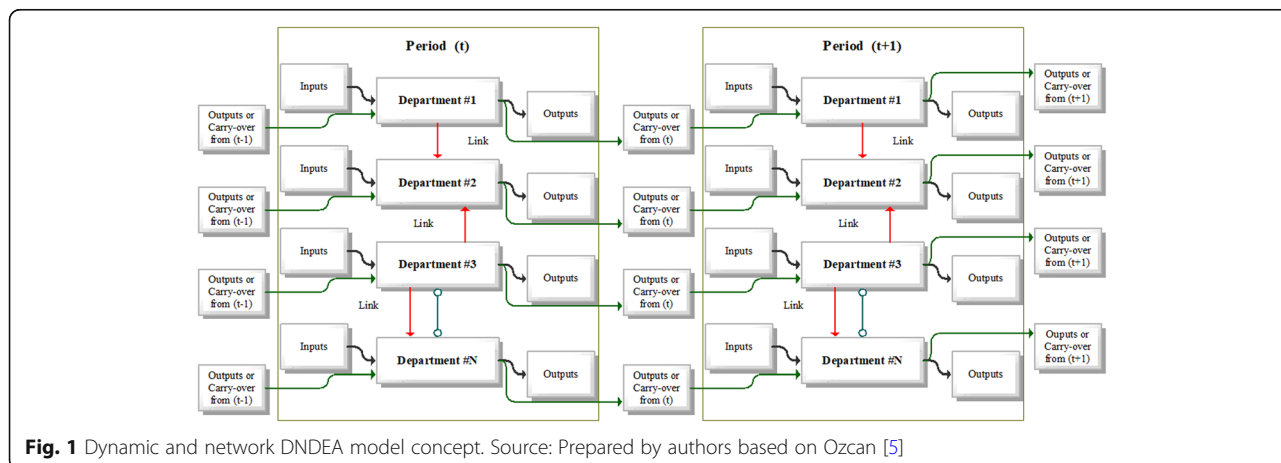 Period (t)
Period (t+1)
Inputs
Department #1
Outputs
Outputs or
Carry-over
from (t-1)
Link
Inputs
Department #2
Outputs
Outputs or
Carry-over
from (t-1)
Link
Inputs
Department #3
Outputs
Outputs or
Carry-over
from (t-1)
Link
Inputs
Department #N
Outputs
Outputs or
Carry-over
from (t-1)
Outputs or
Carry-over
from (t)
Inputs
Department #1
Outputs
Outputs or
Carry-over
from (t+1)
Link
Outputs or
Carry-over
from (t)
Inputs
Department #2
Outputs
Outputs or
Carry-over
from (t+1)
Link
Outputs or
Carry-over
from (t)
Inputs
Department #3
Outputs
Outputs or
Carry-over
from (t+1)
Link
Outputs or
Carry-over
from (t)
Inputs
Department #N
Outputs
Ouputs or
Carry-over
from (t+1)
Fig. 1 Dynamic and network DNDEA model concept. Source: Prepared by authors based on Ozcan [5]